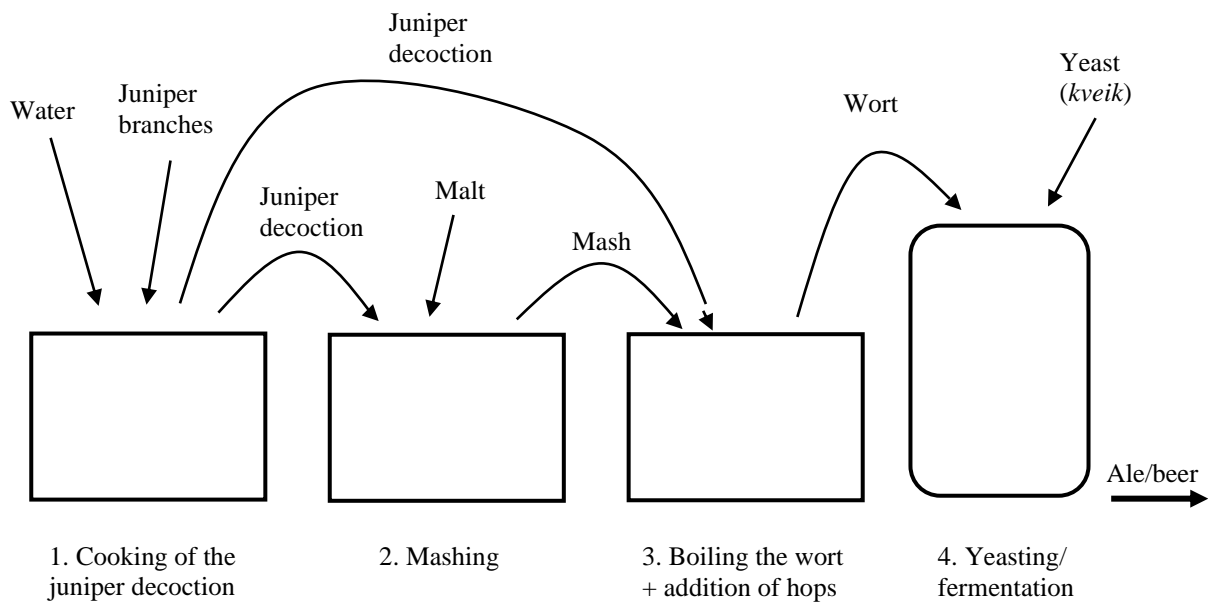 Juniper
decoction
Water
Juniper
branches
Wort
Yeast
(kveik)
Juniper
decoction
Malt
Mash
Ale/beer
1. Cooking of the
juniper decoction
2. Mashing
3. Boiling the wort
+ addition of hops
4. Yeasting/
fermentation